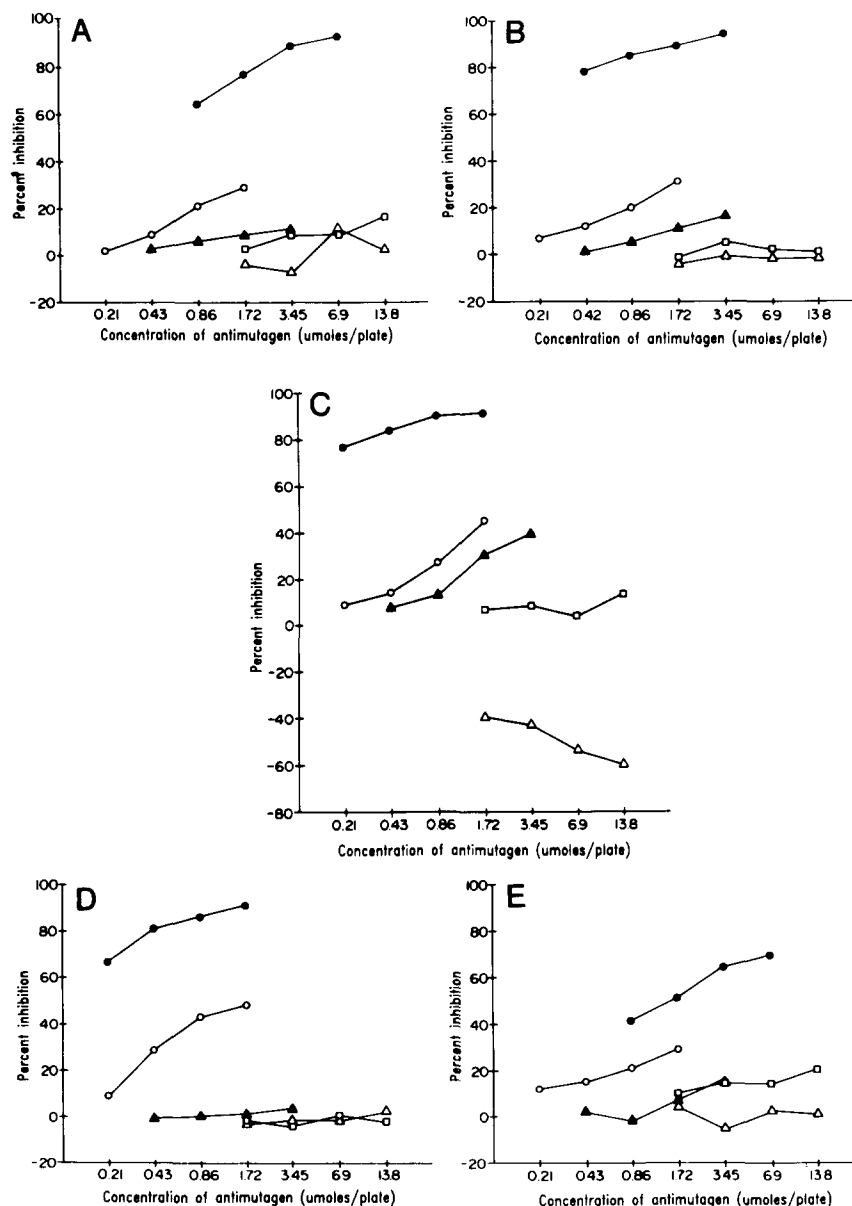 A
100
80
60
40
20
0
-20
Percent inhibition
0.21 0.43 0.86 1.72 3.45 6.9 13.8
Concentration of antimutagen (umoles/plate)
B
100
80
60
40
20
0
-20
Percent inhibition
0.21 0.42 0.86 1.72 3.45 6.9 13.8
Concentration of antimutagen (umoles/plate)
C
100
80
60
40
20
0
-20
-40
-60
-80
Percent inhibition
0.21 0.43 0.86 1.72 3.45 6.9 13.8
Concentration of antimutagen (umoles/plate)
D
100
80
60
40
20
0
-20
Percent inhibition
0.21 0.43 0.86 1.72 3.45 6.9 13.8
Concentration of antimutagen (umoles/plate)
E
100
80
60
40
20
0
-20
Percent inhibition
0.21 0.43 0.86 1.72 3.45 6.9 13.8
Concentration of antimutagen (umoles/plate)